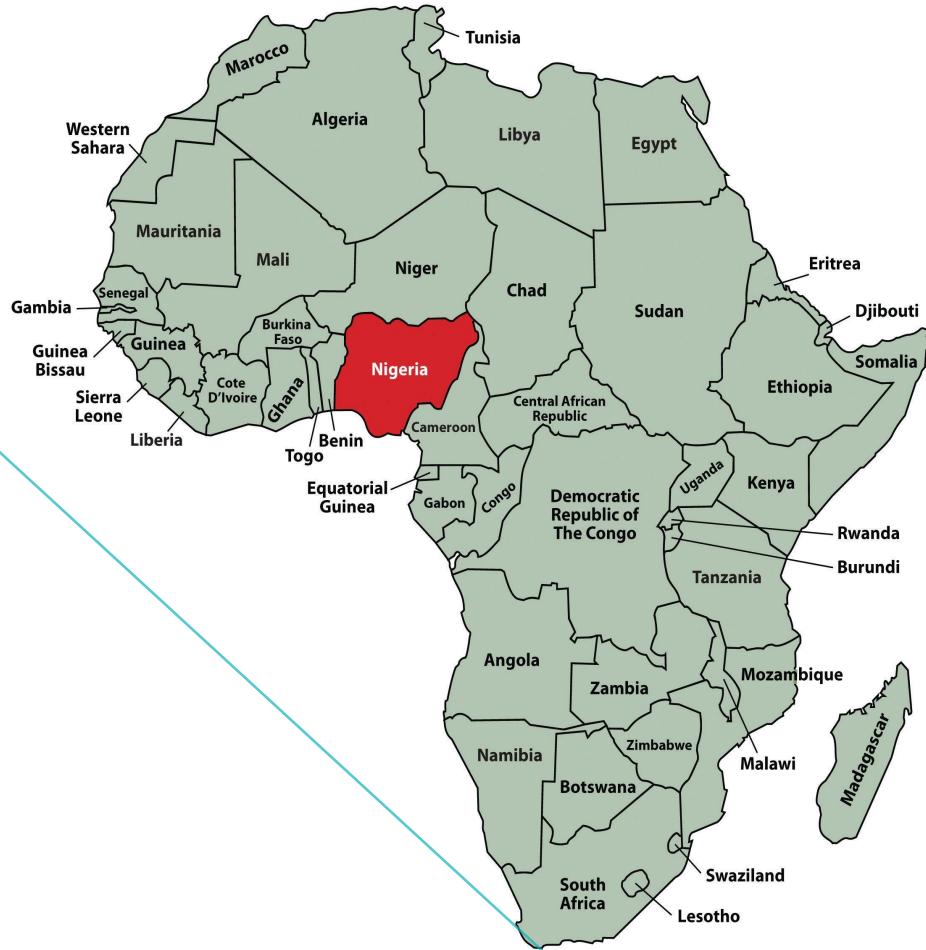 Tunisia
Marocco
Algeria
Libya
Egypt
Western
Sahara
Mauritania
Mali
Niger
Chad
Sudan
Eritrea
Djibouti
Somalia
Ethiopia
Senegal
Gambia
Guinea
Bissau
Guinea
Sierra
Leone
Liberia
Cote
D'Ivoire
Burkina
Faso
Ghana
Togo
Benin
Nigeria
Cameroon
Central African
Republic
Equatorial
Guinea
Gabon
Congo
Democratic
Republic of
The Congo
Uganda
Kenya
Rwanda
Burundi
Tanzania
Angola
Zambia
Mozambique
Malawi
Madagascar
Namibia
Zimbabwe
Botswana
Swaziland
South
Africa
Lesotho